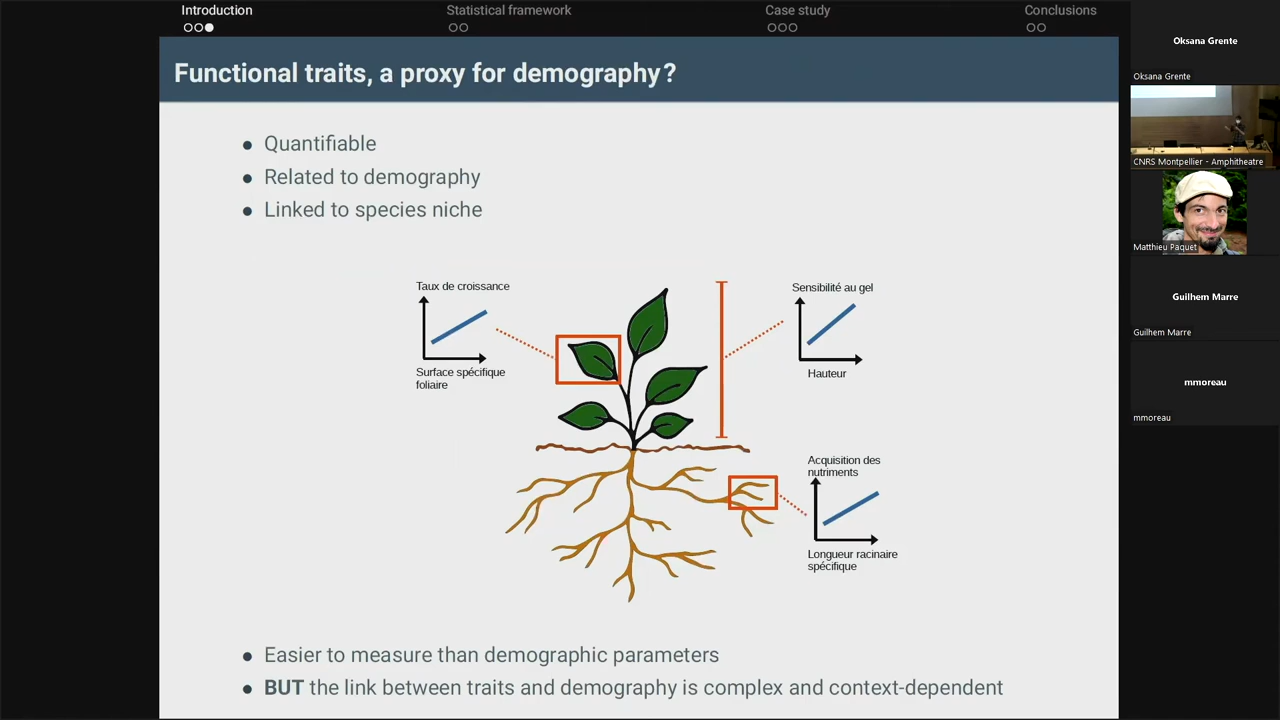 Introduction
Statistical framework
Case study
Conclusions
Functional traits, a proxy for demography?
• Quantifiable
• Related to demography
• Linked to species niche
Taux de croissance
Surface spécifique
foliaire
Sensibilité au gel
Hauteur
Acquisition des
nutriments
Longueur racinaire
spécifique
• Easier to measure than demographic parameters
• BUT the link between traits and demography is complex and context-dependent
Oksana Grente
Oksana Grente
CNRS Montpellier - Amphitheatre
Matthieu Paquet
Guilhem Marre
Guilhem Marre
mmoreau
mmoreau